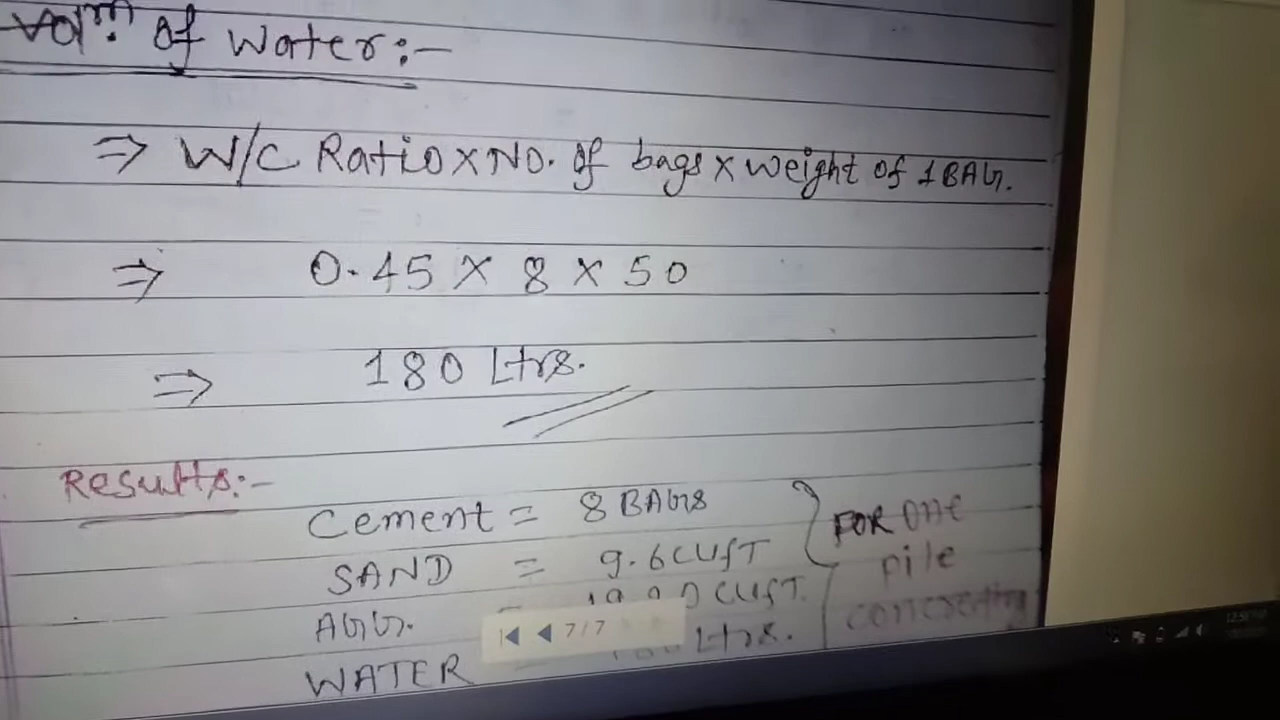 Volm. of Water:-
⇒ W/C Ratio x No. of bags x weight of 1 BAG.
⇒ 0.45 x 8 x 50
⇒ 180 Ltrs.
Results:-
Cement = 8 BAGS
SAND = 9.6 CUFT
FOR ONE
pile
concreting
AGG. CUFT.
WATER Ltrs.
7/7